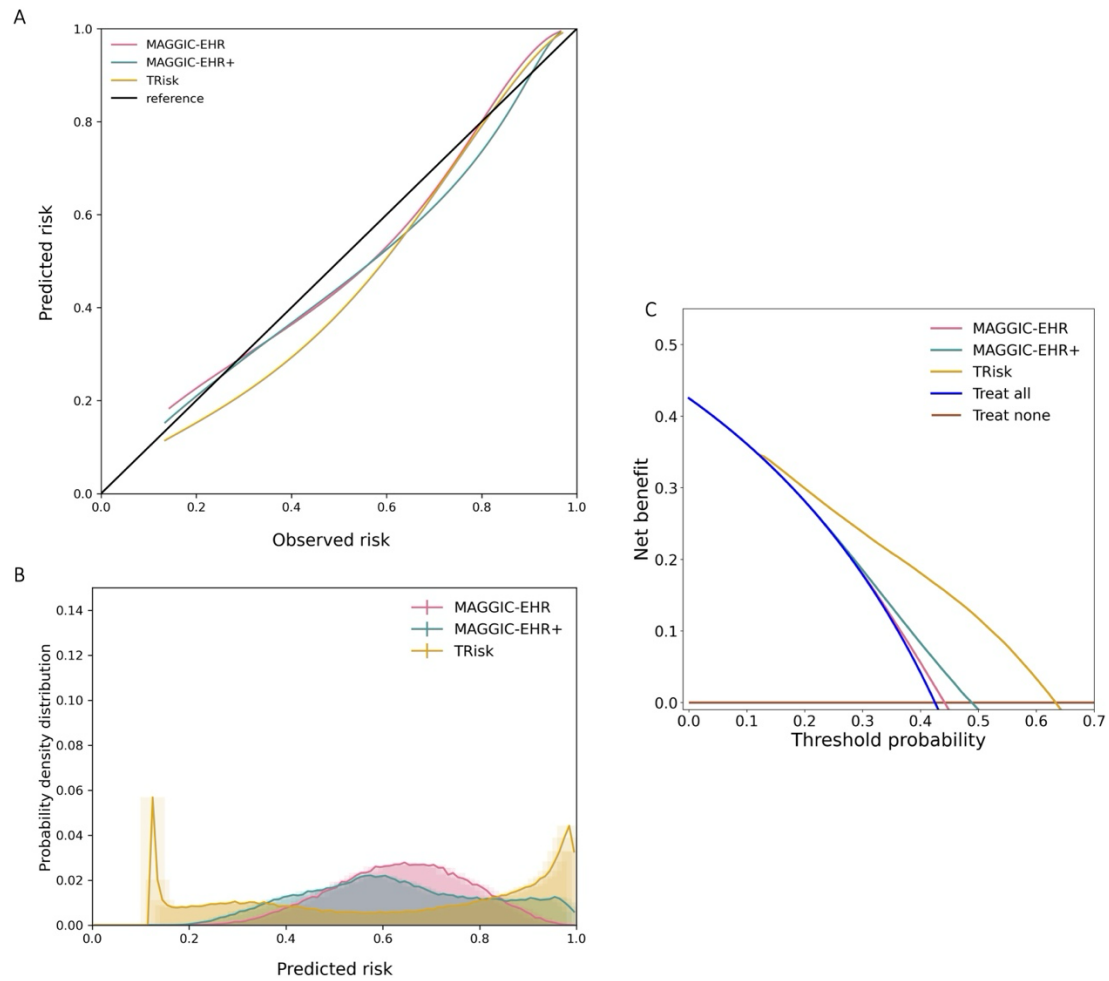 A
1.0
0.8
0.6
0.4
0.2
0.0
Predicted risk
MAGGIC-EHR
MAGGIC-EHR+
TRisk
reference
0.0 0.2 0.4 0.6 0.8 1.0
Observed risk
B
0.14
0.12
0.10
0.08
0.06
0.04
0.02
0.00
Probability density distribution
MAGGIC-EHR
MAGGIC-EHR+
TRisk
0.0 0.2 0.4 0.6 0.8 1.0
Predicted risk
C
0.5
0.4
0.3
0.2
0.1
0.0
Net benefit
MAGGIC-EHR
MAGGIC-EHR+
TRisk
Treat all
Treat none
0.0 0.1 0.2 0.3 0.4 0.5 0.6 0.7
Threshold probability